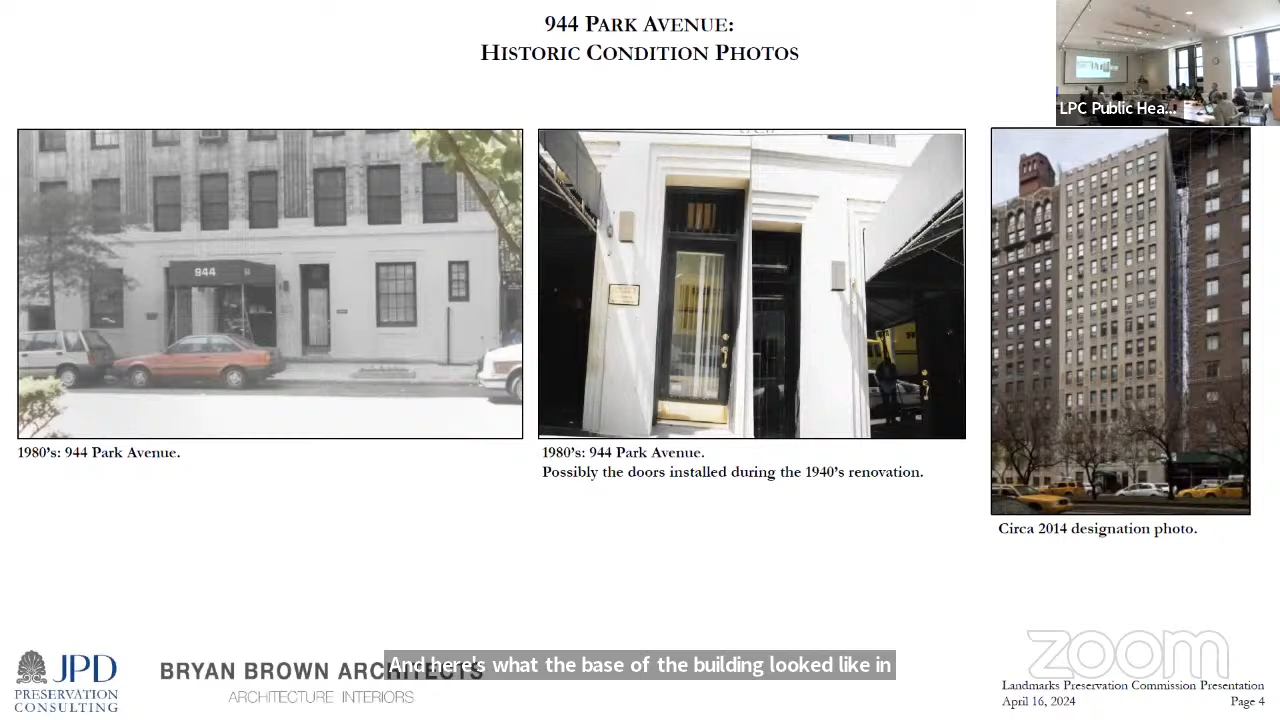 944 PARK AVENUE:
HISTORIC CONDITION PHOTOS
LPC Public Hea...
944
1980's: 944 Park Avenue.
1980's: 944 Park Avenue.
Possibly the doors installed during the 1940's renovation.
Circa 2014 designation photo.
JPD
PRESERVATION
CONSULTING
BRYAN BROWN ARCHITECTS
ARCHITECTURE INTERIORS
And here's what the base of the building looked like in
zoom
Landmarks Preservation Commission Presentation
April 16, 2024
Page 4